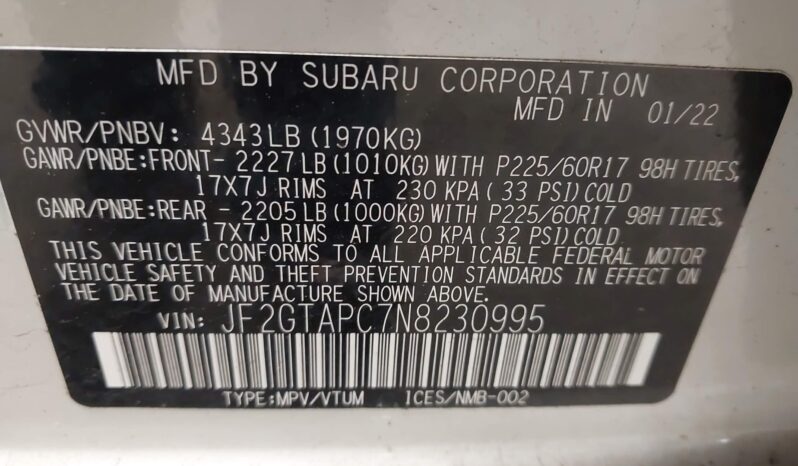 MFD BY SUBARU CORPORATION
MFD IN 01/22
GVWR/PNBV: 4343LB (1970KG)
GAWR/PNBE:FRONT- 2227LB (1010KG) WITH P225/60R17 98H TIRES,
17X7J RIMS AT 230 KPA ( 33 PSI) COLD
GAWR/PNBE:REAR - 2205LB (1000KG) WITH P225/60R17 98H TIRES,
17X7J RIMS AT 220 KPA ( 32 PSI) COLD
THIS VEHICLE CONFORMS TO ALL APPLICABLE FEDERAL MOTOR
VEHICLE SAFETY AND THEFT PREVENTION STANDARDS IN EFFECT ON
THE DATE OF MANUFACTURE SHOWN ABOVE.
VIN: JF2GTAPC7N8230995
TYPE:MPV/VTUM ICES/NMB-002